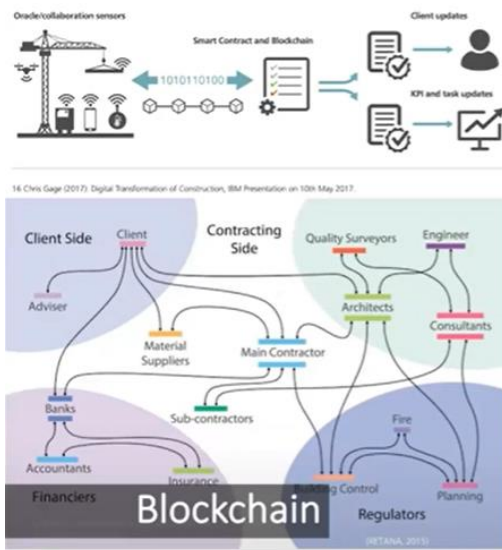 Oracle/collaboration sensors
Client updates
Smart Contract and Blockchain
1010110100
KPI and task updates
16 Chris Gage (2017): Digital Transformation of Construction, IBM Presentation on 10th May 2017.
Client Side
Client
Contracting
Side
Quality Surveyors
Engineer
Adviser
Architects
Material
Suppliers
Main Contractor
Consultants
Banks
Sub-contractors
Fire
Accountants
Insurance
Building Control
Planning
Financiers
Blockchain
Regulators
(RETANA, 2015)